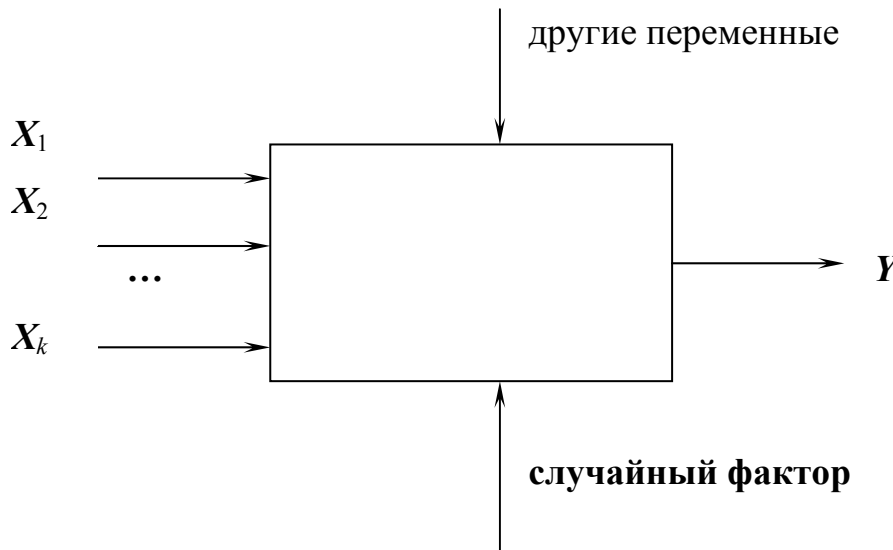 другие переменные
X1
X2
...
Xk
Y
случайный фактор